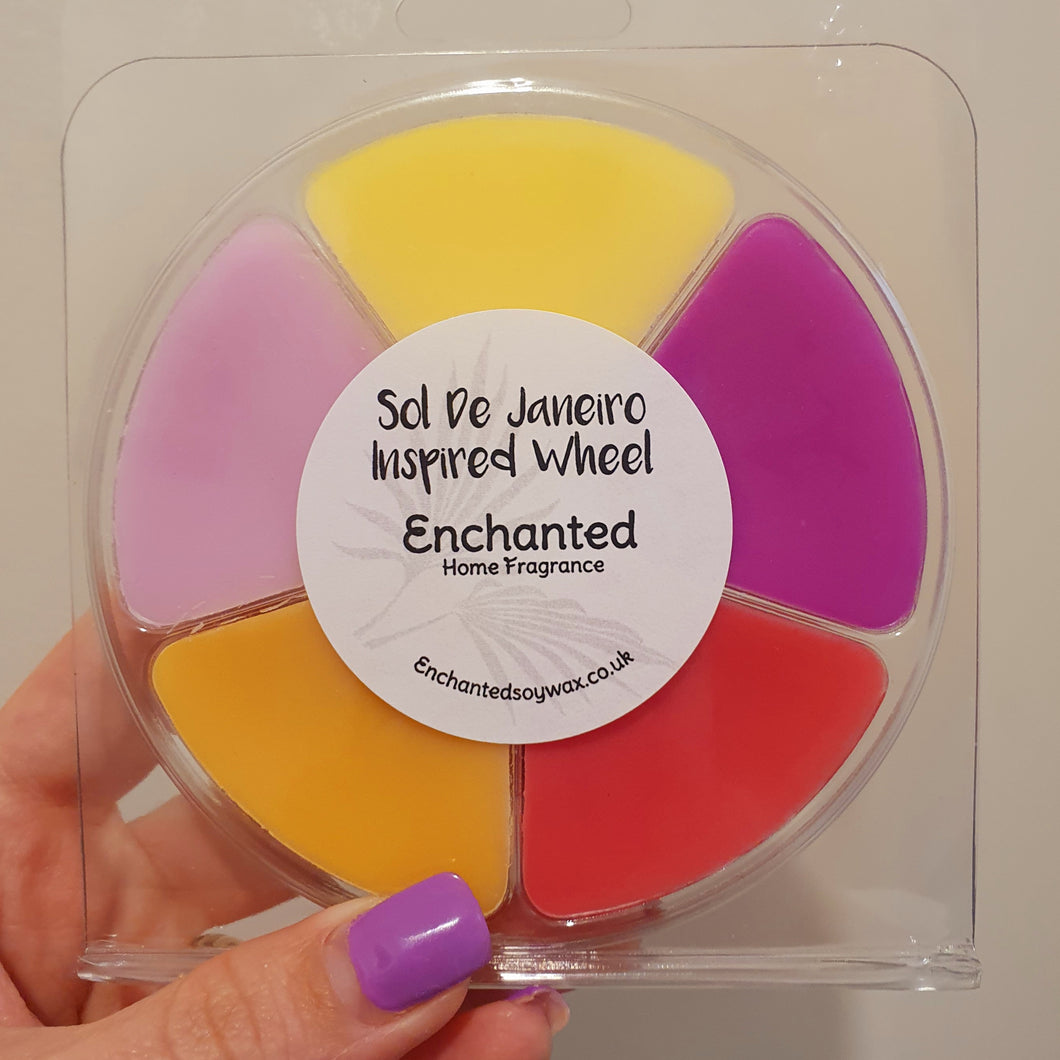 Sol De Janeiro
Inspired Wheel
Enchanted
Home Fragrance
Enchantedsoywax.co.uk